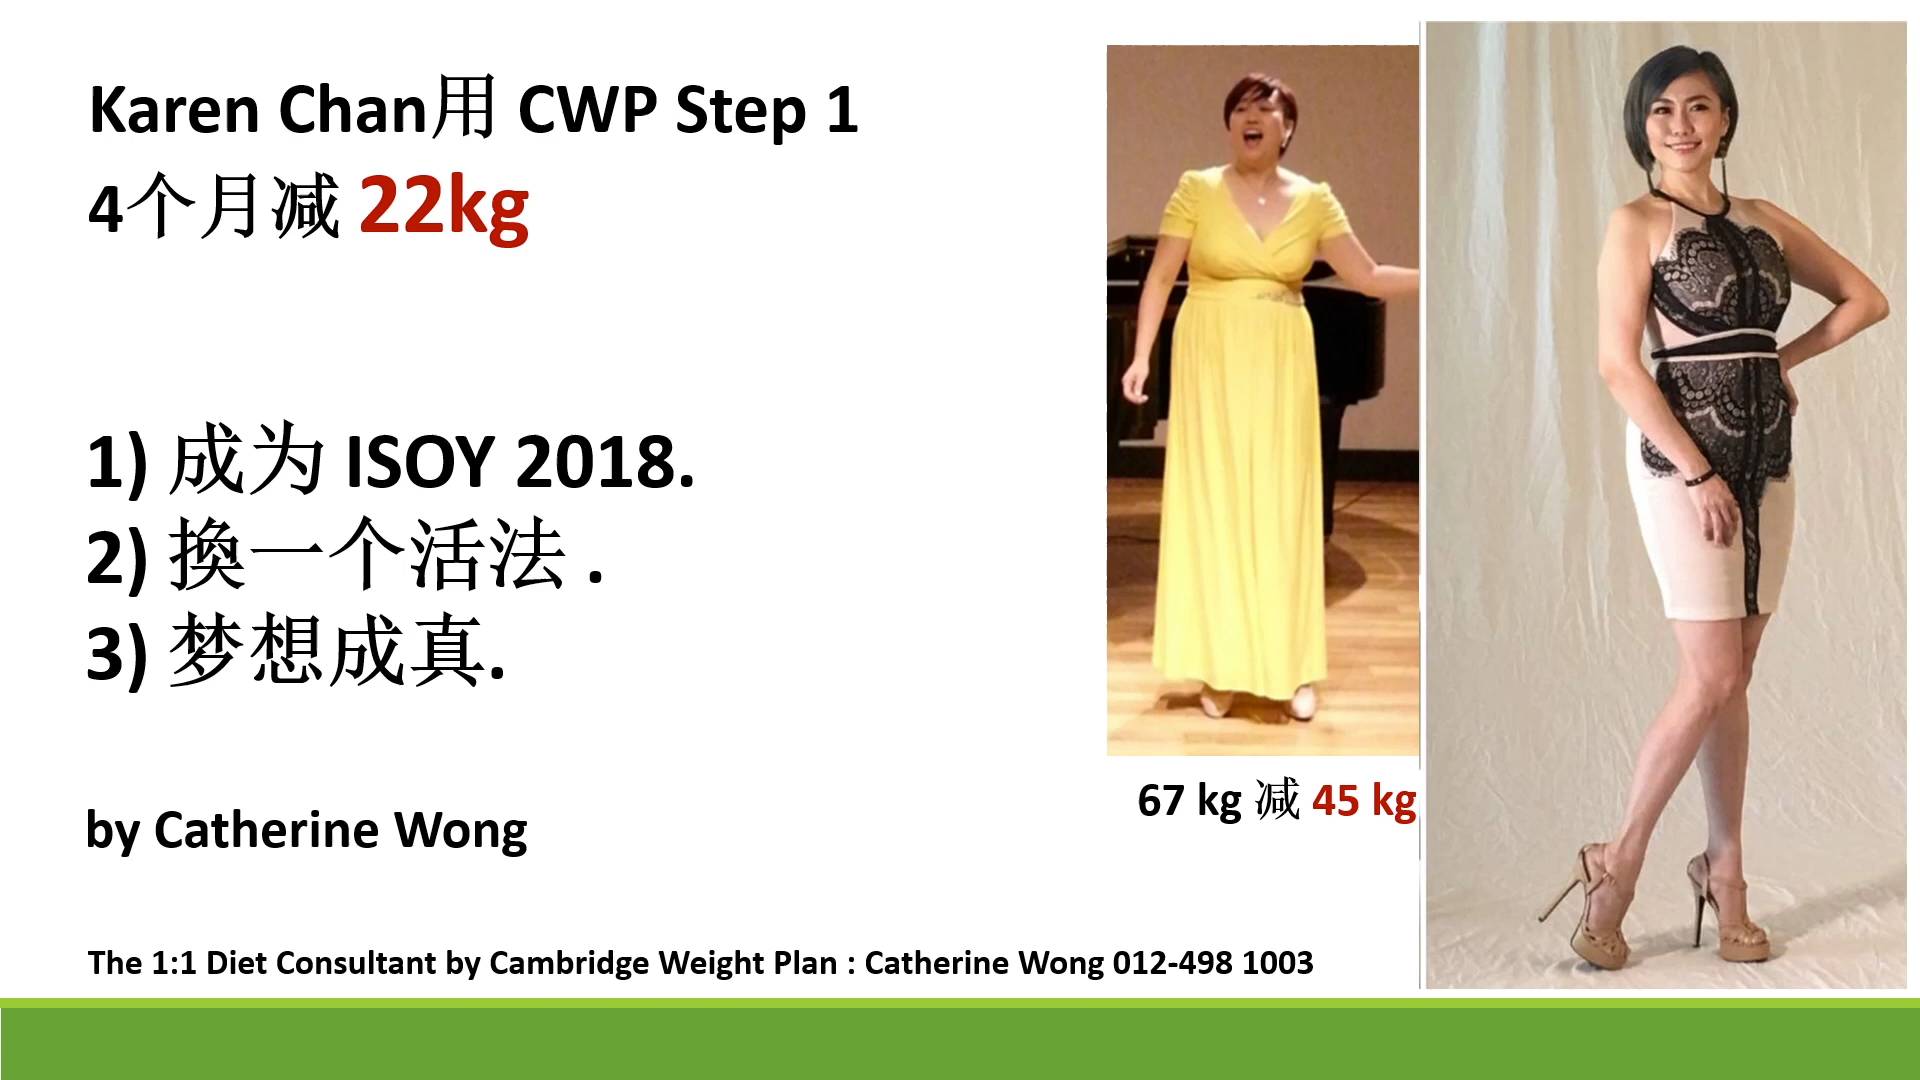 Karen Chan用 CWP Step 1
4个月减 22kg
1) 成为 ISOY 2018.
2) 換一个活法 .
3) 梦想成真.
by Catherine Wong
67 kg 减 45 kg
The 1:1 Diet Consultant by Cambridge Weight Plan : Catherine Wong 012-498 1003